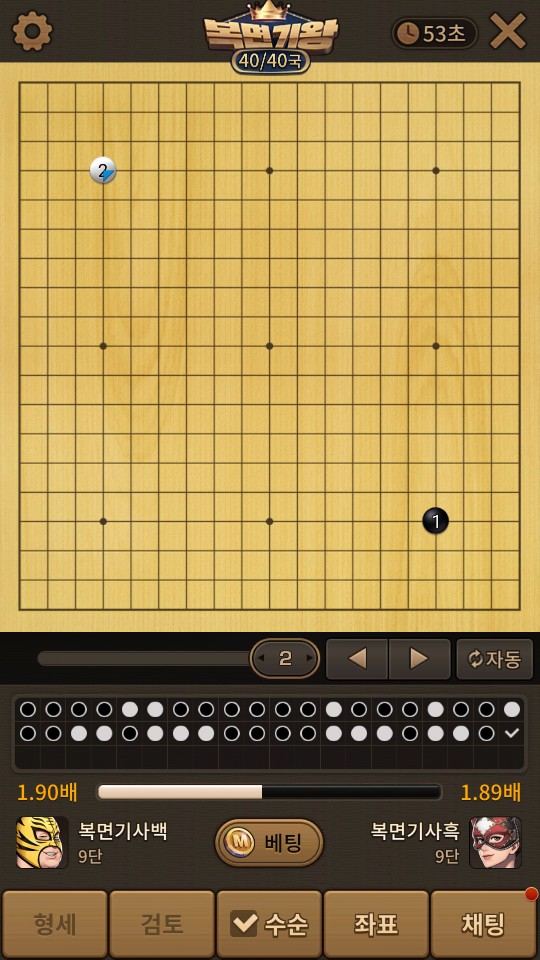 복면기왕
53초
40/40국
2
1
2
자동
1.90배
1.89배
복면기사백
9단
M
베팅
복면기사흑
9단
형세
검토
수순
좌표
채팅